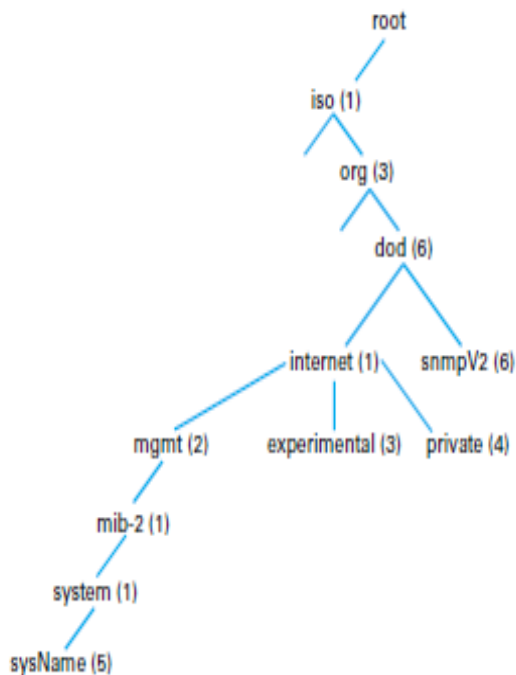 root
iso (1)
org (3)
dod (6)
internet (1) snmpV2 (6)
mgmt (2) experimental (3) private (4)
mib-2 (1)
system (1)
sysName (5)